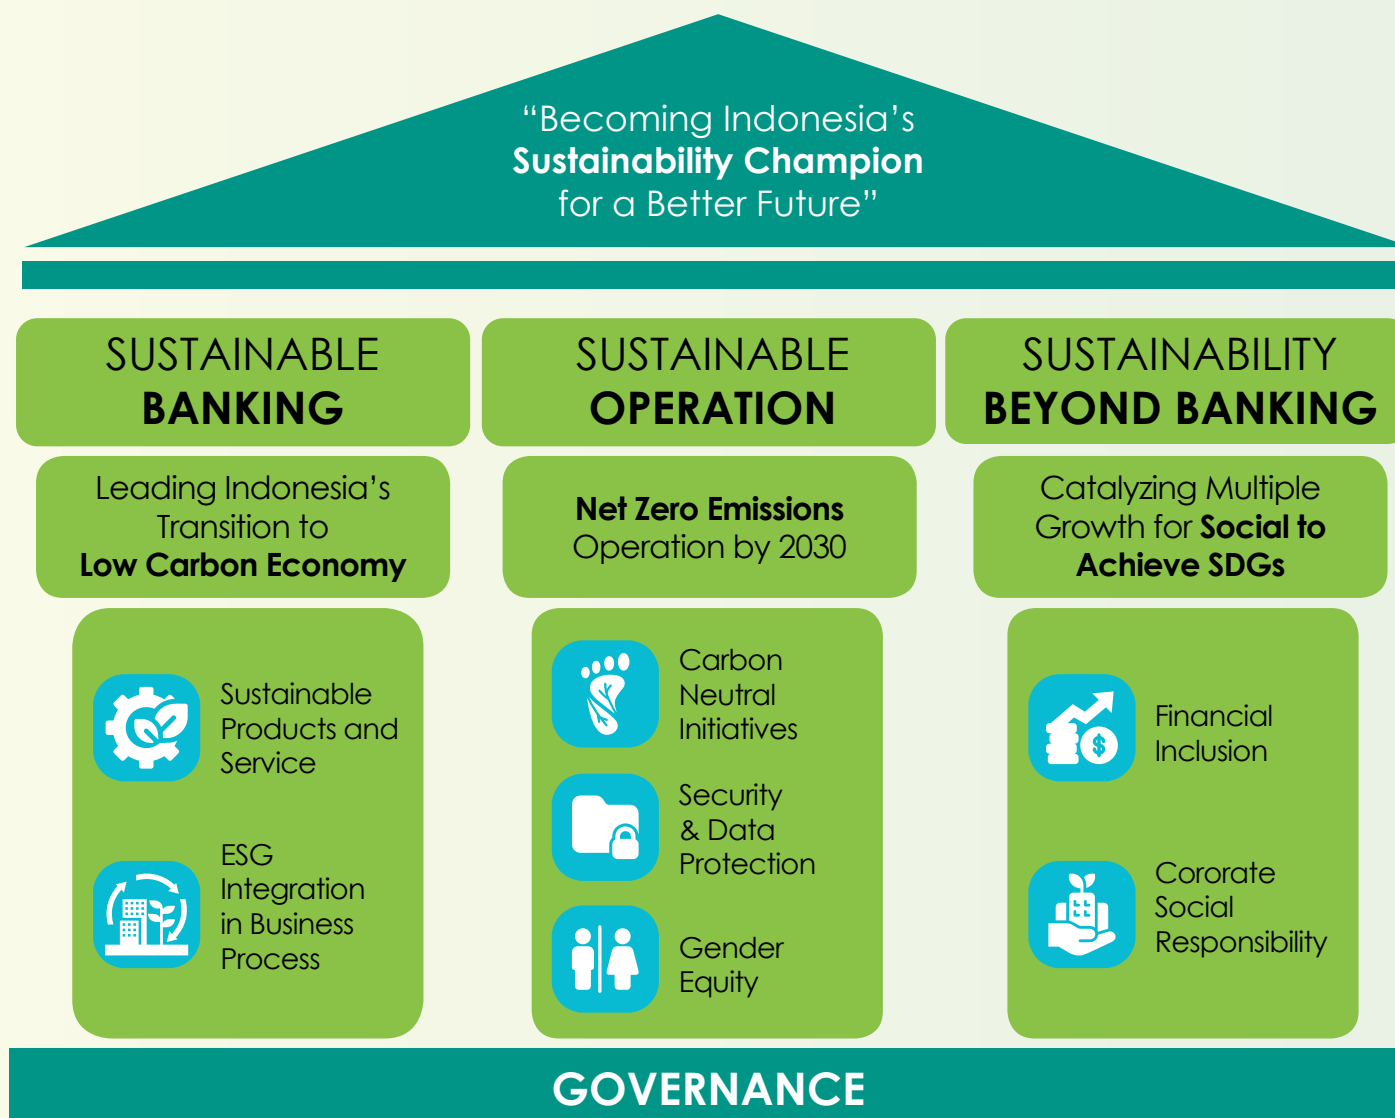 “Becoming Indonesia’s
Sustainability Champion
for a Better Future”
SUSTAINABLE
BANKING
Leading Indonesia’s
Transition to
Low Carbon Economy
Sustainable
Products and
Service
ESG
Integration
in Business
Process
SUSTAINABLE
OPERATION
Net Zero Emissions
Operation by 2030
Carbon
Neutral
Initiatives
Security
& Data
Protection
Gender
Equity
SUSTAINABILITY
BEYOND BANKING
Catalyzing Multiple
Growth for Social to
Achieve SDGs
Financial
Inclusion
Cororate
Social
Responsibility
GOVERNANCE